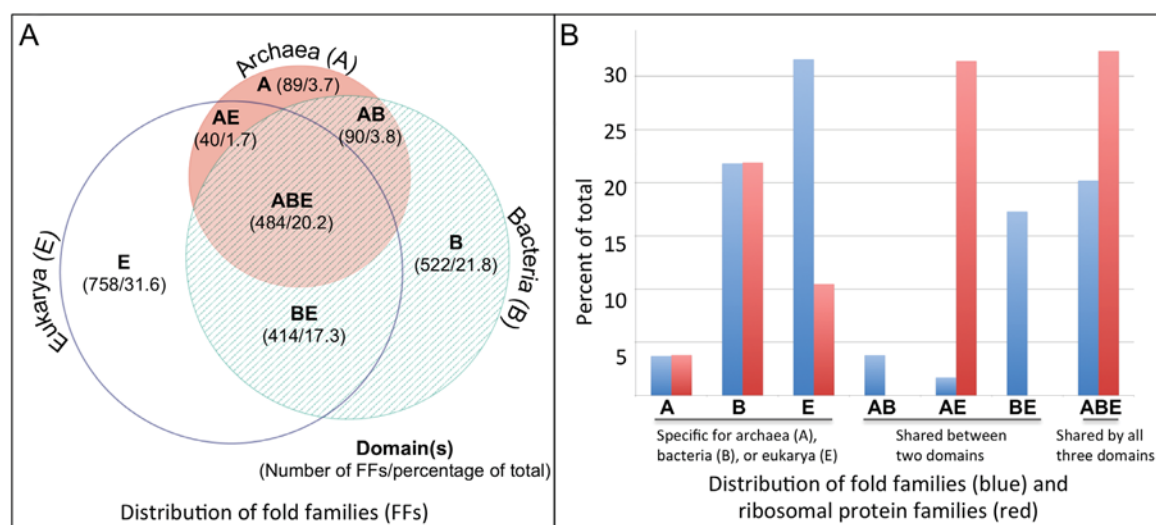 A
Archaea (A)
A (89/3.7)
AE
(40/1.7)
AB
(90/3.8)
ABE
(484/20.2)
E
(758/31.6)
B
(522/21.8)
BE
(414/17.3)
Eukarya (E)
Bacteria (B)
Domain(s)
(Number of FFs/percentage of total)
Distribution of fold families (FFs)
B
Percent of total
30
25
20
15
10
5
A B E AB AE BE ABE
Specific for archaea (A),
bacteria (B), or eukarya (E)
Shared between
two domains
Shared by all
three domains
Distribution of fold families (blue) and
ribosomal protein families (red)